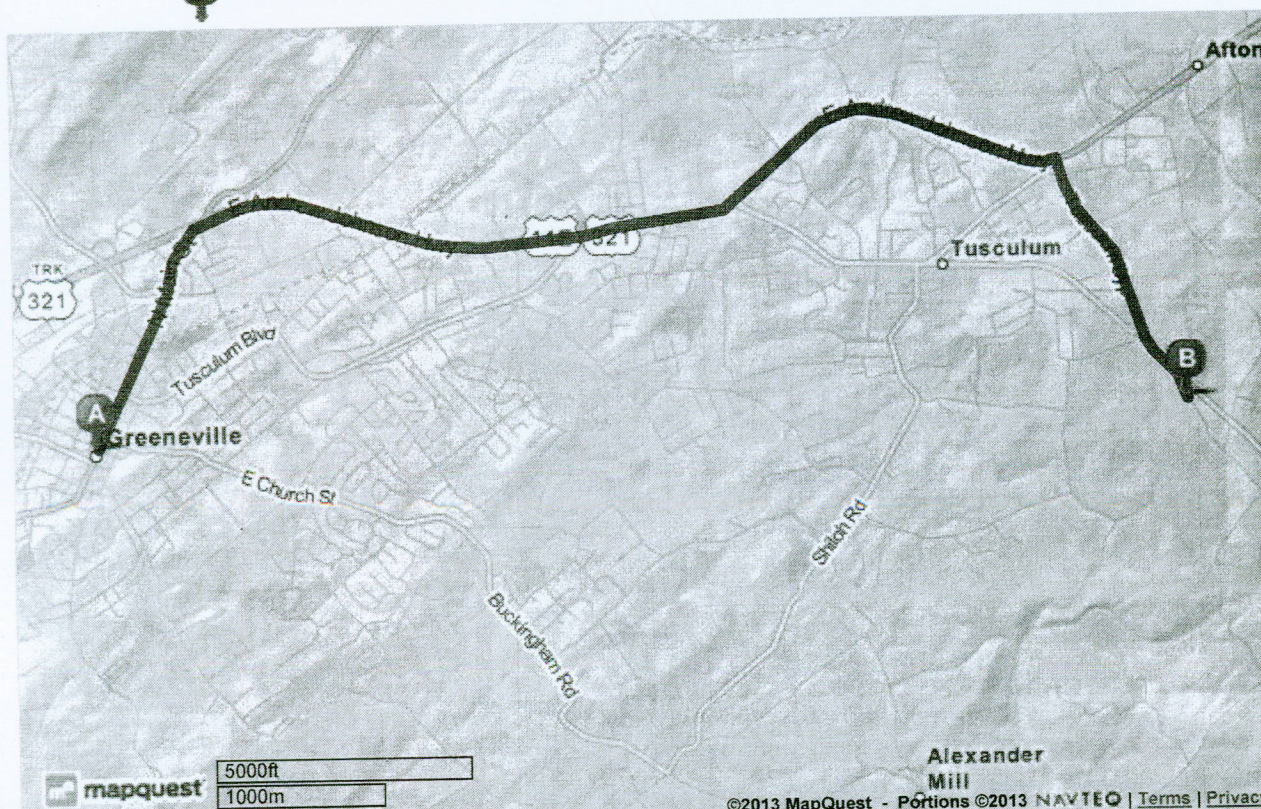 Afton
TRK
321
321
Tusculum
Tusculum Blvd
B
A
Greeneville
E Church St
Shiloh Rd
Buckingham Rd
mapquest
5000ft
1000m
Alexander
Mill
©2013 MapQuest - Portions ©2013 NAVTEQ | Terms | Privac